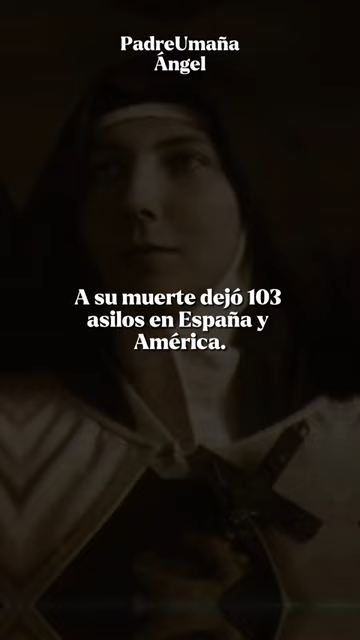 PadreUmaña
Ángel
A su muerte dejó 103
asilos en España y
América.